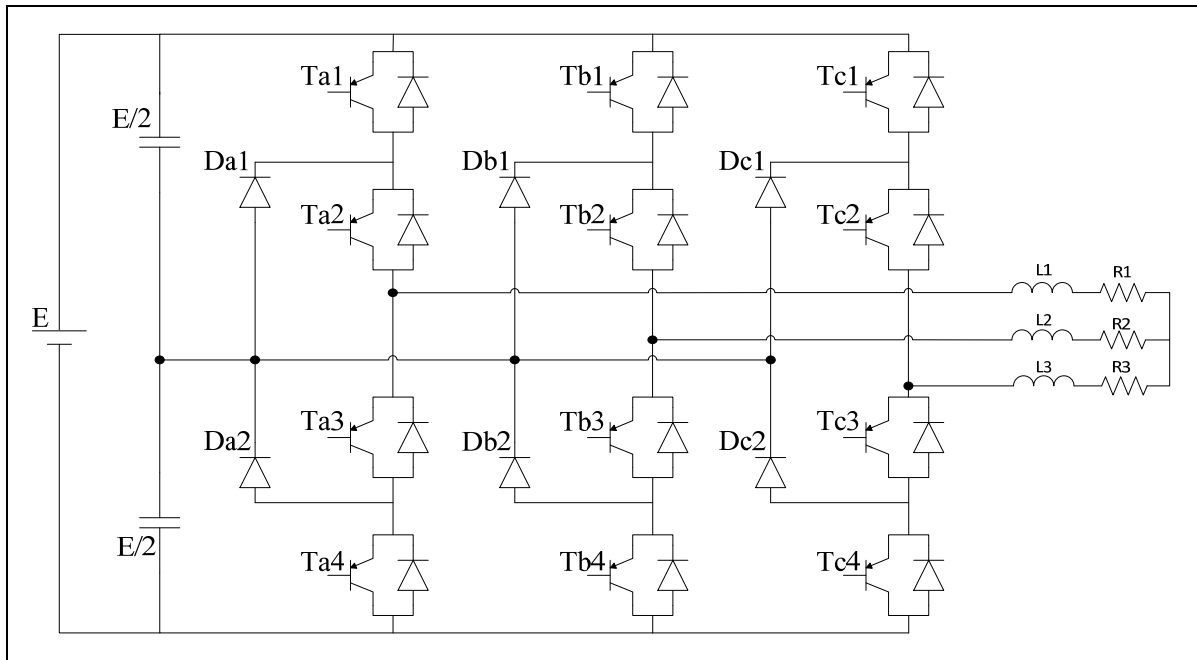 Ta1
Tb1
Tc1
E/2
Da1
Db1
Dc1
Ta2
Tb2
Tc2
L1
R1
E
L2
R2
L3
R3
Ta3
Tb3
Tc3
Da2
Db2
Dc2
E/2
Ta4
Tb4
Tc4